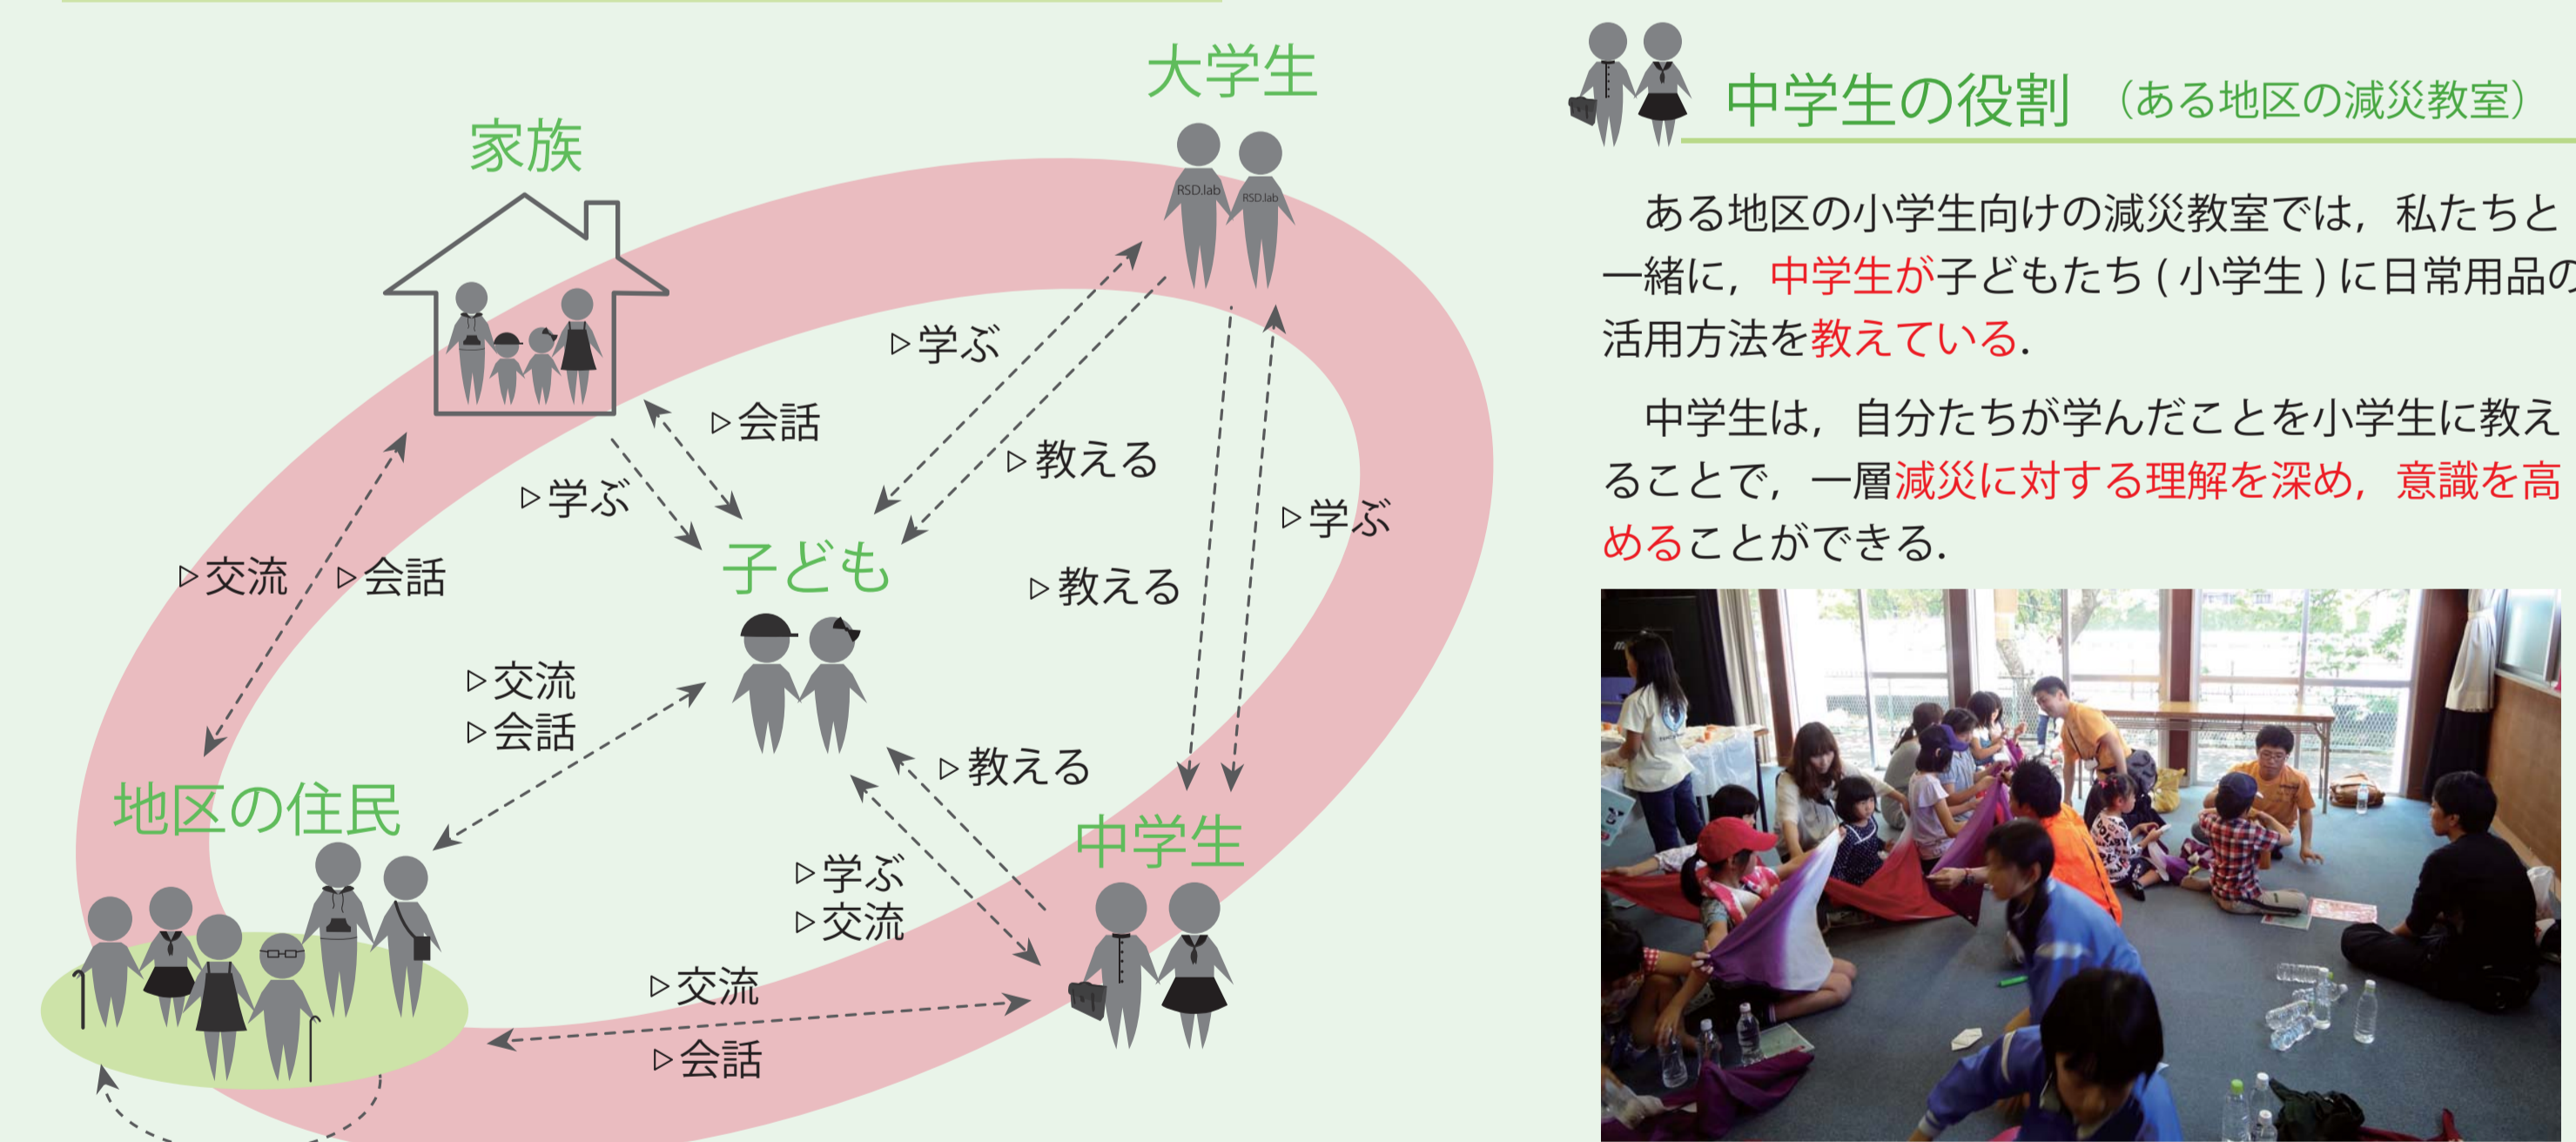 大学生
家族
RSD.lab
RSD.lab
▷学ぶ
▷会話
▷教える
▷学ぶ
▷学ぶ
子ども
▷交流
▷会話
▷教える
▷交流
▷会話
▷教える
地区の住民
中学生
▷学ぶ
▷交流
▷交流
▷会話
中学生の役割 （ある地区の減災教室）
ある地区の小学生向けの減災教室では，私たちと
一緒に，中学生が子どもたち ( 小学生 ) に日常用品の
活用方法を教えている．
中学生は，自分たちが学んだことを小学生に教え
ることで，一層減災に対する理解を深め，意識を高
めることができる．